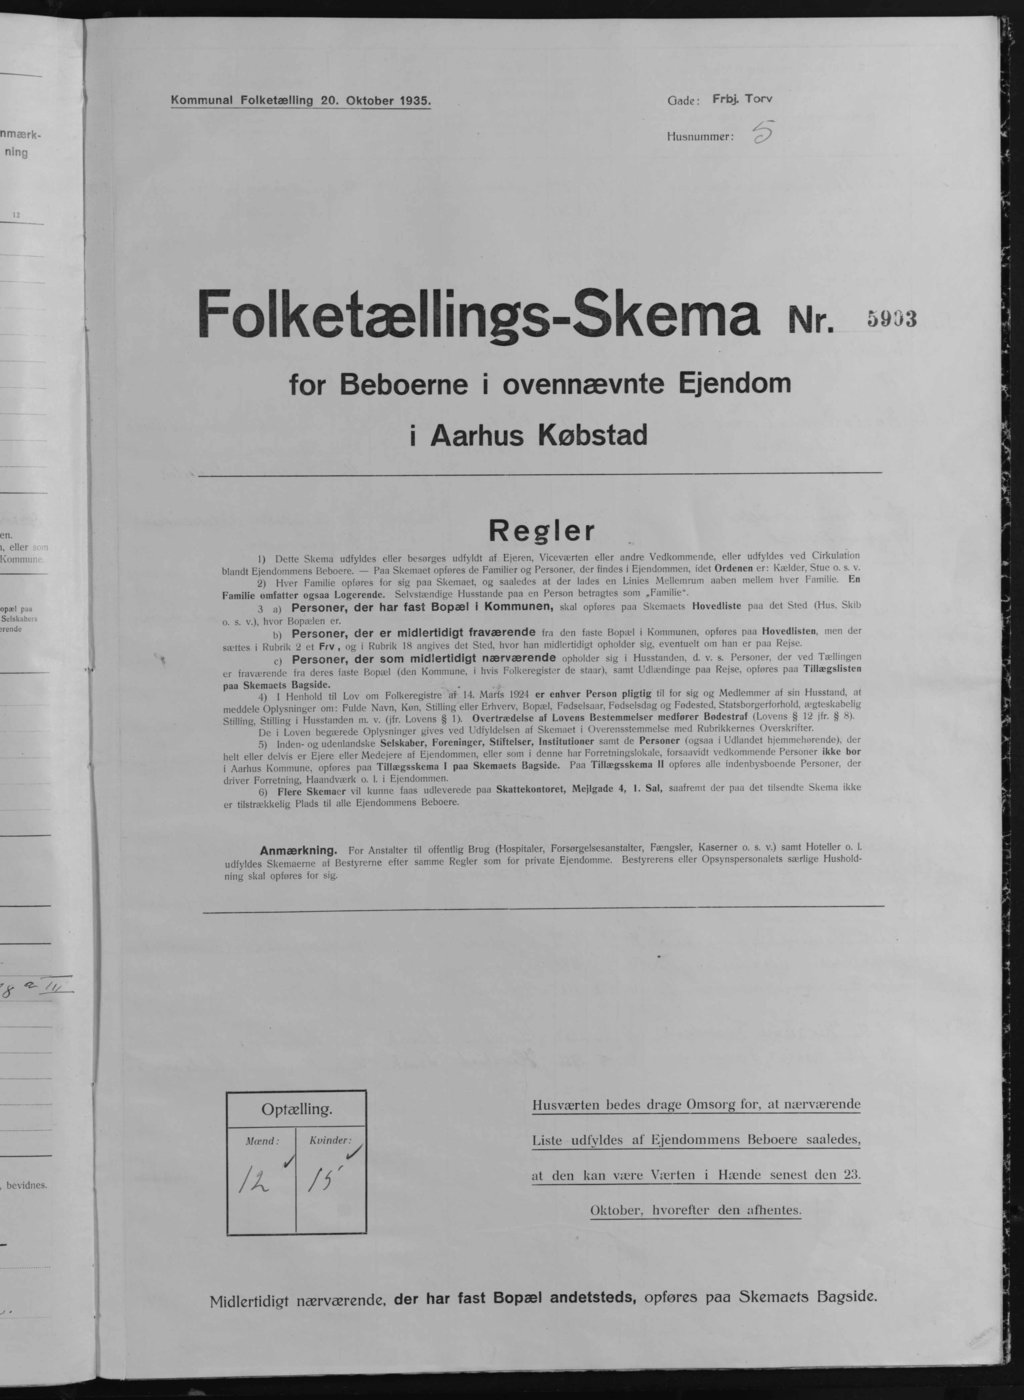 Kommunal Folketælling 20. Oktober 1935.
Gade: Frbj. Torv
Husnummer: 5
Folketællings-Skema Nr. 5903
for Beboerne i ovennævnte Ejendom
i Aarhus Købstad
Regler
1) Dette Skema udfyldes eller besørges udfyldt af Ejeren, Viceværten eller andre Vedkommende, eller udfyldes ved Cirkulation
blandt Ejendommens Beboere. — Paa Skemaet opføres de Familier og Personer, der findes i Ejendommen, idet Ordenen er: Kælder, Stue o. s. v.
2) Hver Familie opføres for sig paa Skemaet, og saaledes at der lades en Linies Mellemrum aaben mellem hver Familie. En
Familie omfatter ogsaa Logerende. Selvstændige Husstande paa en Person betragtes som „Familie".
3 a) Personer, der har fast Bopæl i Kommunen, skal opføres paa Skemaets Hovedliste paa det Sted (Hus, Skib
o. s. v.), hvor Bopælen er.
b) Personer, der er midlertidigt fraværende fra den faste Bopæl i Kommunen, opføres paa Hovedlisten, men der
sættes i Rubrik 2 et Frv, og i Rubrik 18 angives det Sted, hvor han midlertidigt opholder sig, eventuelt om han er paa Rejse.
c) Personer, der som midlertidigt nærværende opholder sig i Husstanden, d. v. s. Personer, der ved Tællingen
er fraværende fra deres faste Bopæl (den Kommune, i hvis Folkeregister de staar), samt Udlændinge paa Rejse, opføres paa Tillægslisten
paa Skemaets Bagside.
4) I Henhold til Lov om Folkeregistre af 14. Marts 1924 er enhver Person pligtig til for sig og Medlemmer af sin Husstand, at
meddele Oplysninger om: Fulde Navn, Køn, Stilling eller Erhverv, Bopæl, Fødselsaar, Fødselsdag og Fødested, Statsborgerforhold, ægteskabelig
Stilling, Stilling i Husstanden m. v. (jfr. Lovens § 1). Overtrædelse af Lovens Bestemmelser medfører Bødestraf (Lovens § 12 jfr. § 8).
De i Loven begærede Oplysninger gives ved Udfyldelsen af Skemaet i Overensstemmelse med Rubrikkernes Overskrifter.
5) Inden- og udenlandske Selskaber, Foreninger, Stiftelser, Institutioner samt de Personer (ogsaa i Udlandet hjemmehørende), der
helt eller delvis er Ejere eller Medejere af Ejendommen, eller som i denne har Forretningslokale, forsaavidt vedkommende Personer ikke bor
i Aarhus Kommune, opføres paa Tillægsskema I paa Skemaets Bagside. Paa Tillægsskema II opføres alle indenbysboende Personer, der
driver Forretning, Haandværk o. l. i Ejendommen.
6) Flere Skemaer vil kunne faas udleverede paa Skattekontoret, Mejlgade 4, 1. Sal, saafremt der paa det tilsendte Skema ikke
er tilstrækkelig Plads til alle Ejendommens Beboere.
Anmærkning. For Anstalter til offentlig Brug (Hospitaler, Forsørgelsesanstalter, Fængsler, Kaserner o. s. v.) samt Hoteller o. l.
udfyldes Skemaerne af Bestyrerne efter samme Regler som for private Ejendomme. Bestyrerens eller Opsynspersonalets særlige Hushold-
ning skal opføres for sig.
Optælling.
Mænd: Kvinder:
12 15
Husværten bedes drage Omsorg for, at nærværende
Liste udfyldes af Ejendommens Beboere saaledes,
at den kan være Værten i Hænde senest den 23.
Oktober, hvorefter den afhentes.
Midlertidigt nærværende, der har fast Bopæl andetsteds, opføres paa Skemaets Bagside.
nmærk-
ning
12
en.
, eller som
Kommune.
opæl paa
Selskabers
erende
, bevidnes.